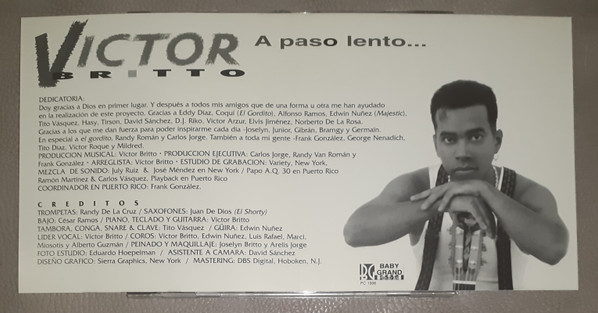 VICTOR
BRITTO
A paso lento...
DEDICATORIA:
Doy gracias a Dios en primer lugar. Y después a todos mis amigos que de una forma u otra me han ayudado
en la realización de este proyecto. Gracias a Eddy Diaz, Coqui (El Gordito), Alfonso Ramos, Edwin Nuñez (Majestic),
Tito Vásquez, Hasy, Tirson, David Sánchez, D.J. Riko, Victor Arzur, Elvis Jiménez, Norberto De La Rosa.
Gracias a los que me dan fuerza para poder inspirarme cada día -Joselyn, Junior, Gibrán, Bramgy y Germain.
En especial a el gordito, Randy Román y Carlos Jorge. También a toda mi gente -Frank González, George Nenadich,
Tito Diaz, Victor Roque y Mildred.
PRODUCCION MUSICAL: Victor Britto • PRODUCCION EJECUTIVA: Carlos Jorge, Randy Van Román y
Frank González • ARREGLISTA: Victor Britto • ESTUDIO DE GRABACION: Variety, New York,
MEZCLA DE SONIDO: July Ruiz & José Méndez en New York / Papo A.Q. 30 en Puerto Rico
Ramón Martinez & Carlos Vásquez, Playback en Puerto Rico
COORDINADOR EN PUERTO RICO: Frank González.
CREDITOS
TROMPETAS: Randy De La Cruz / SAXOFONES: Juan De Dios (El Shorty)
BAJO: César Ramos / PIANO, TECLADO Y GUITARRA: Victor Britto
TAMBORA, CONGA, SNARE & CLAVE: Tito Vásquez / GÜIRA: Edwin Nuñez
LIDER VOCAL: Victor Britto / COROS: Victor Britto, Edwin Nuñez, Luis Rafael, Marci,
Miosotis y Alberto Guzmán / PEINADO Y MAQUILLAJE: Joselyn Britto y Arelis Jorge
FOTO ESTUDIO: Eduardo Hoepelman / ASISTENTE A CAMARA: David Sánchez
DISEÑO GRAFICO: Sierra Graphics, New York / MASTERING: DBS Digital, Hoboken, N.J.
BABY
GRAND